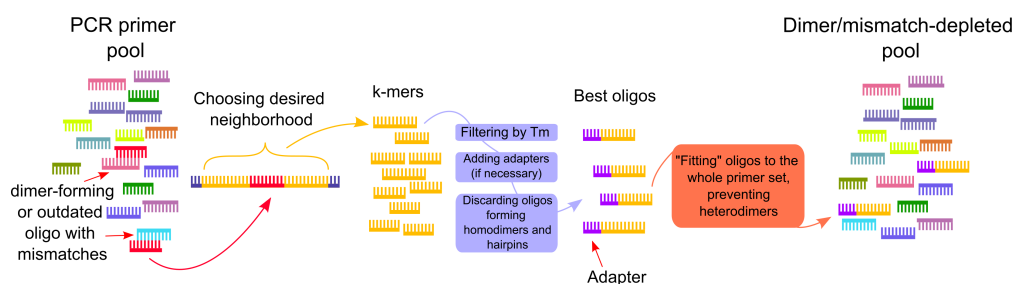 PCR primer
pool
dimer-forming
or outdated
oligo with
mismatches
Choosing desired
neighborhood
k-mers
Filtering by Tm
Adding adapters
(if necessary)
Discarding oligos
forming
homodimers and
hairpins
Best oligos
Adapter
"Fitting" oligos to the
whole primer set,
preventing
heterodimers
Dimer/mismatch-depleted
pool